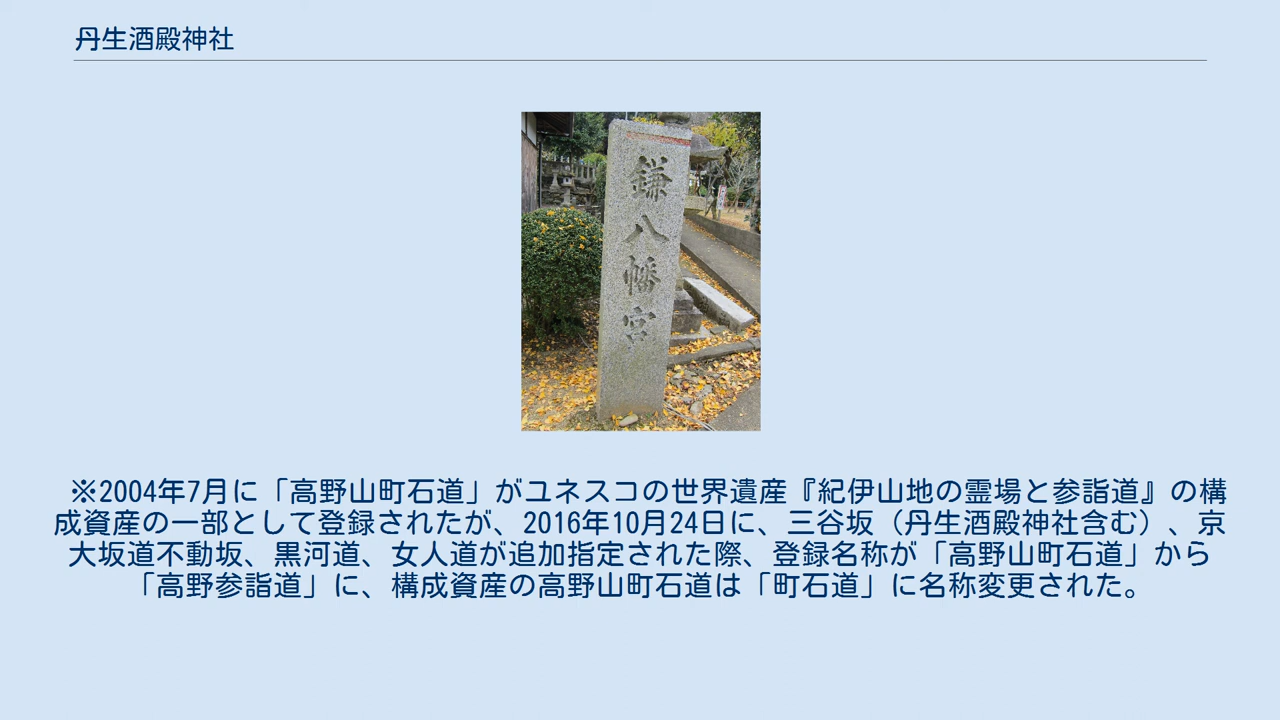 丹生酒殿神社
鎌八幡宮
※2004年7月に「高野山町石道」がユネスコの世界遺産『紀伊山地の霊場と参詣道』の構
成資産の一部として登録されたが、2016年10月24日に、三谷坂（丹生酒殿神社含む）、京
大坂道不動坂、黒河道、女人道が追加指定された際、登録名称が「高野山町石道」から
「高野参詣道」に、構成資産の高野山町石道は「町石道」に名称変更された。